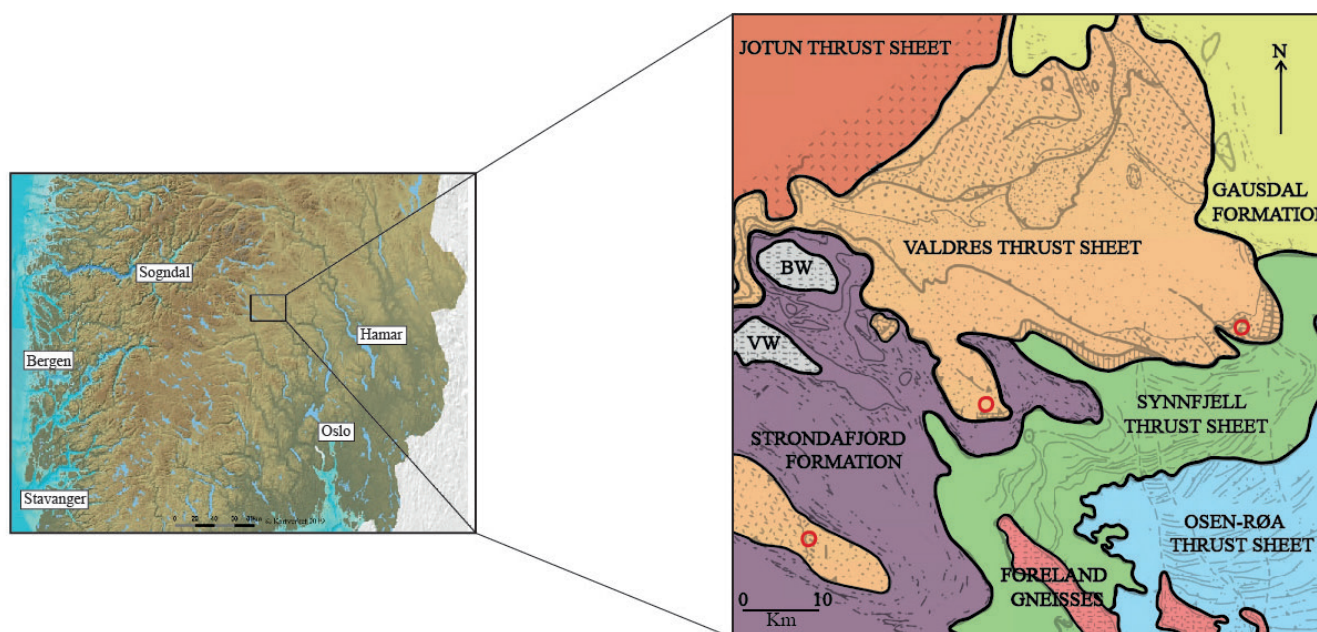 Sogndal
Bergen
Hamar
Oslo
Stavanger
JOTUN THRUST SHEET
N
GAUSDAL
FORMATION
VALDRES THRUST SHEET
BW
VW
SYNNFJELL
THRUST SHEET
STRONDAFJORD
FORMATION
OSEN-RØA
THRUST SHEET
FORELAND
GNEISSES
0 10
Km